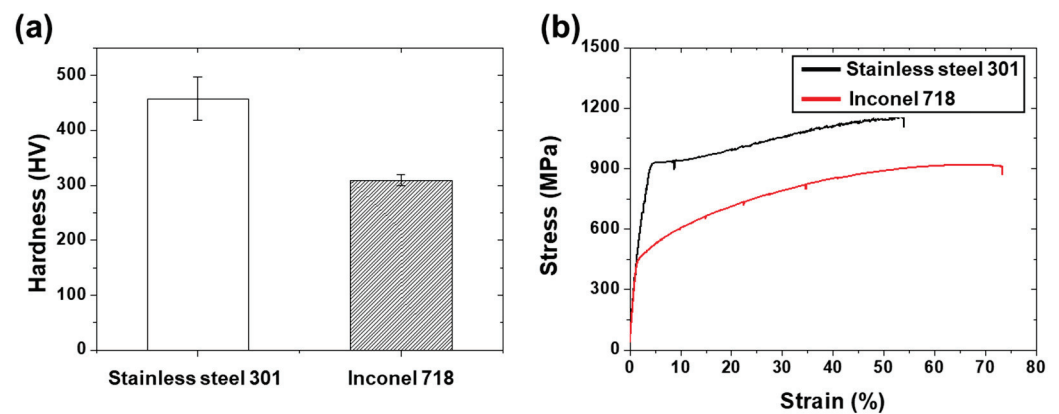 (a)
Hardness (HV)
500
400
300
200
100
0
Stainless steel 301
Inconel 718
(b)
Stress (MPa)
1500
1200
900
600
300
0
Stainless steel 301
Inconel 718
0 10 20 30 40 50 60 70 80
Strain (%)